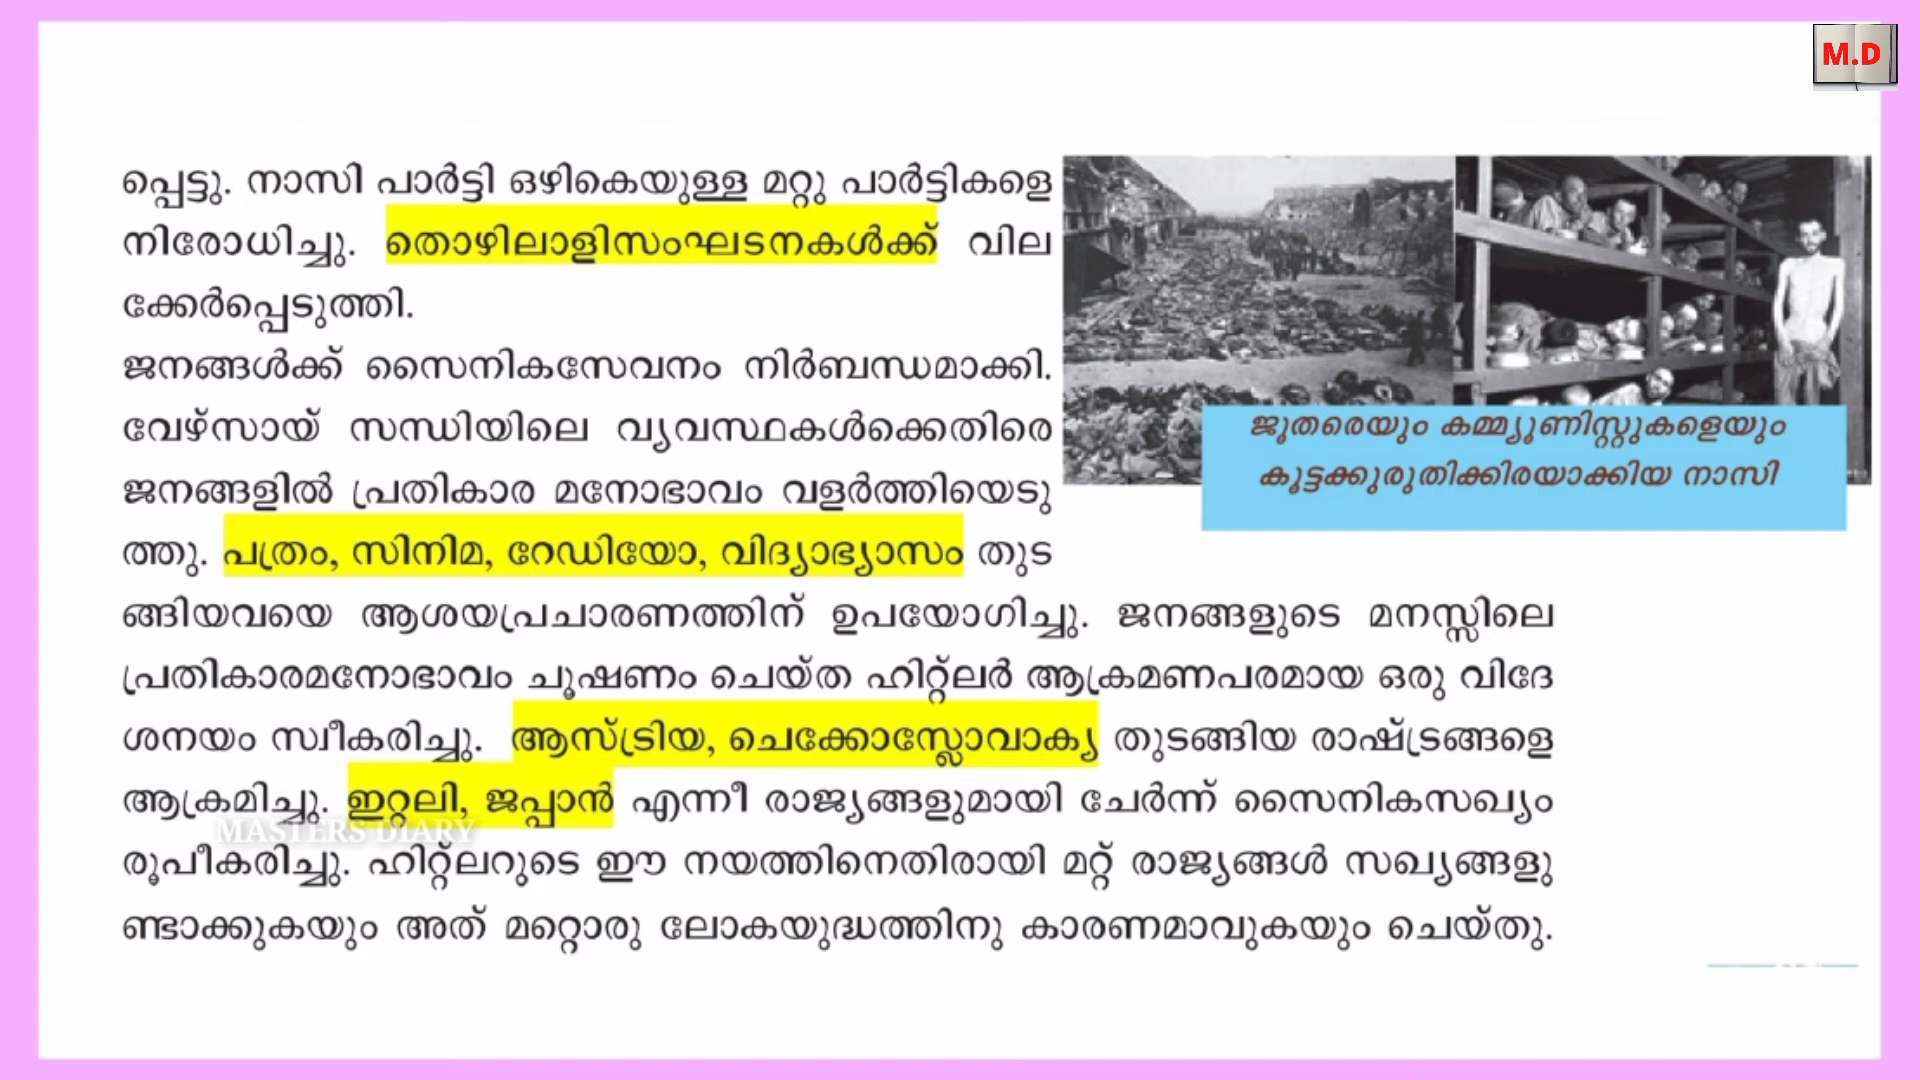 M.D
പ്പെട്ടു. നാസി പാർട്ടി ഒഴികെയുള്ള മറ്റു പാർട്ടികളെ
നിരോധിച്ചു. തൊഴിലാളിസംഘടനകൾക്ക് വില
ക്കേർപ്പെടുത്തി.
ജനങ്ങൾക്ക് സൈനികസേവനം നിർബന്ധമാക്കി.
വേഴ്സായ് സന്ധിയിലെ വ്യവസ്ഥകൾക്കെതിരെ
ജനങ്ങളിൽ പ്രതികാര മനോഭാവം വളർത്തിയെടു
ത്തു. പത്രം, സിനിമ, റേഡിയോ, വിദ്യാഭ്യാസം തുട
ങ്ങിയവയെ ആശയപ്രചാരണത്തിന് ഉപയോഗിച്ചു. ജനങ്ങളുടെ മനസ്സിലെ
പ്രതികാരമനോഭാവം ചൂഷണം ചെയ്ത ഹിറ്റ്ലർ ആക്രമണപരമായ ഒരു വിദേ
ശനയം സ്വീകരിച്ചു. ആസ്ട്രിയ, ചെക്കോസ്ലോവാക്യ തുടങ്ങിയ രാഷ്ട്രങ്ങളെ
ആക്രമിച്ചു. ഇറ്റലി, ജപ്പാൻ എന്നീ രാജ്യങ്ങളുമായി ചേർന്ന് സൈനികസഖ്യം
MASTERS DIARY
രൂപീകരിച്ചു. ഹിറ്റ്ലറുടെ ഈ നയത്തിനെതിരായി മറ്റ് രാജ്യങ്ങൾ സഖ്യങ്ങളു
ണ്ടാക്കുകയും അത് മറ്റൊരു ലോകയുദ്ധത്തിനു കാരണമാവുകയും ചെയ്തു.
ജൂതരെയും കമ്മ്യൂണിസ്റ്റുകളെയും
കൂട്ടക്കുരുതിക്കിരയാക്കിയ നാസി